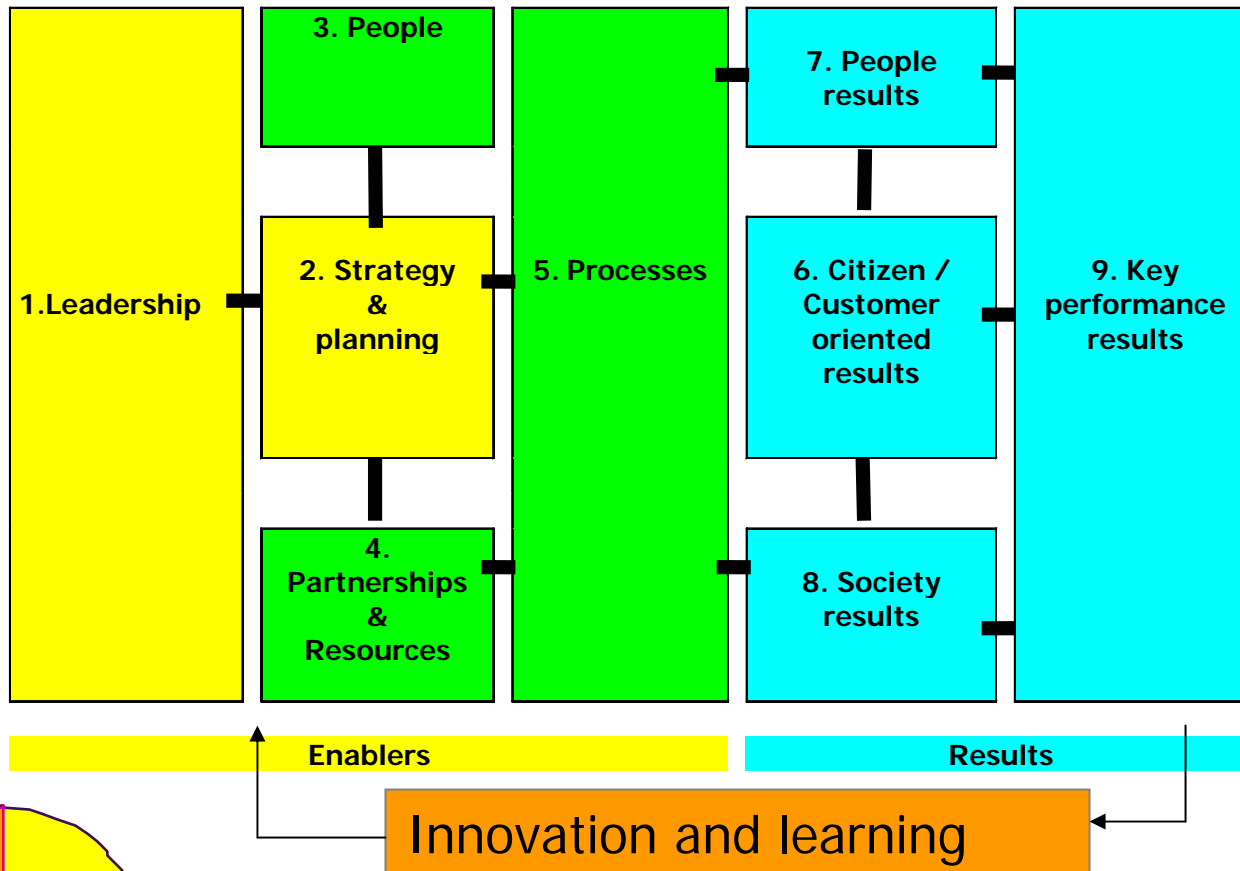 1.Leadership
3. People
2. Strategy
&
planning
4.
Partnerships
&
Resources
5. Processes
7. People
results
6. Citizen /
Customer
oriented
results
8. Society
results
9. Key
performance
results
Enablers
Results
Innovation and learning